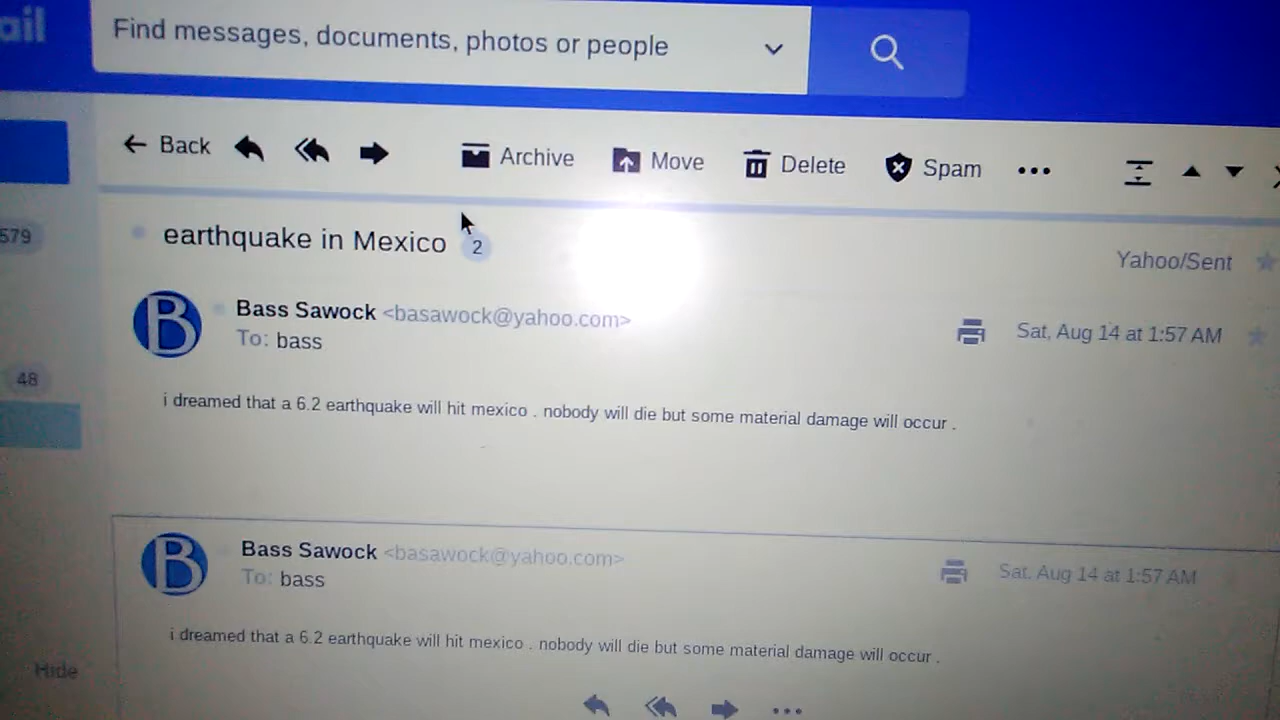 ail
Find messages, documents, photos or people
Back Archive Move Delete Spam
579
earthquake in Mexico 2
Yahoo/Sent
B
Bass Sawock <basawock@yahoo.com>
To: bass
Sat, Aug 14 at 1:57 AM
48
i dreamed that a 6.2 earthquake will hit mexico . nobody will die but some material damage will occur .
B
Bass Sawock <basawock@yahoo.com>
To: bass
Sat, Aug 14 at 1:57 AM
i dreamed that a 6.2 earthquake will hit mexico . nobody will die but some material damage will occur .
Hide